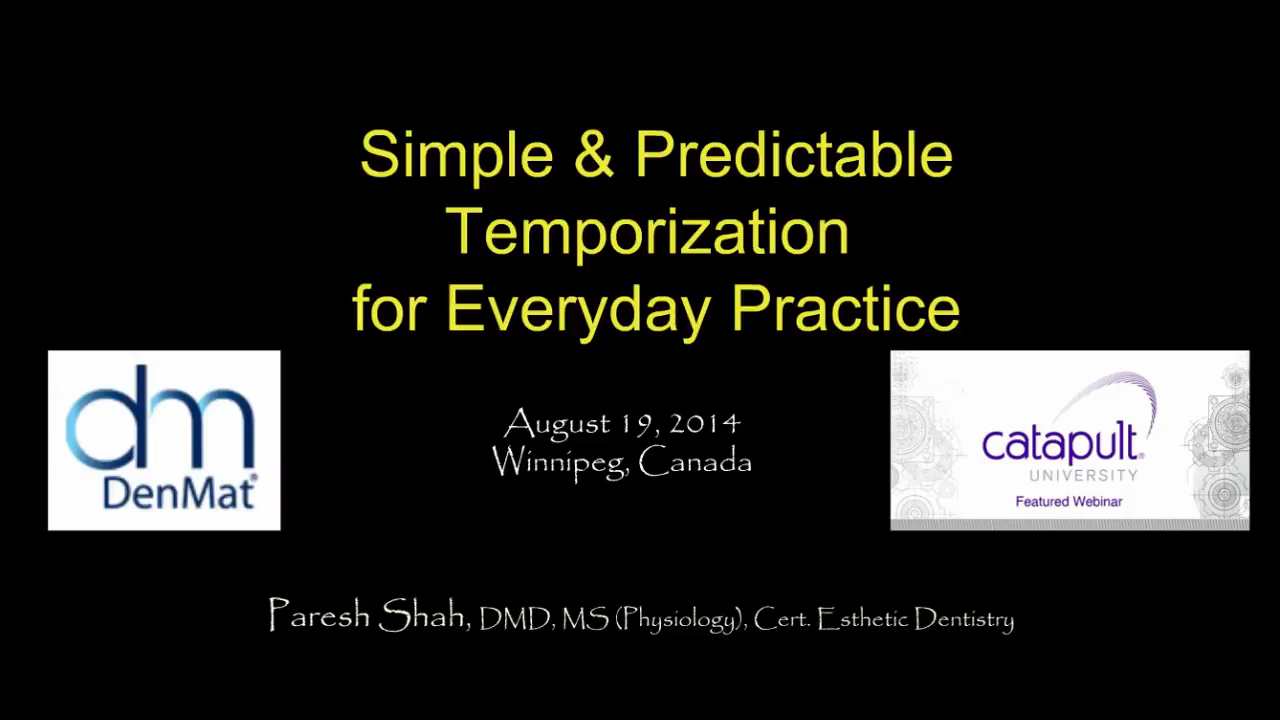 Simple & Predictable
Temporization
for Everyday Practice
dm
DenMat®
August 19, 2014
Winnipeg, Canada
catapult®
UNIVERSITY
Featured Webinar
Paresh Shah, DMD, MS (Physiology), Cert. Esthetic Dentistry